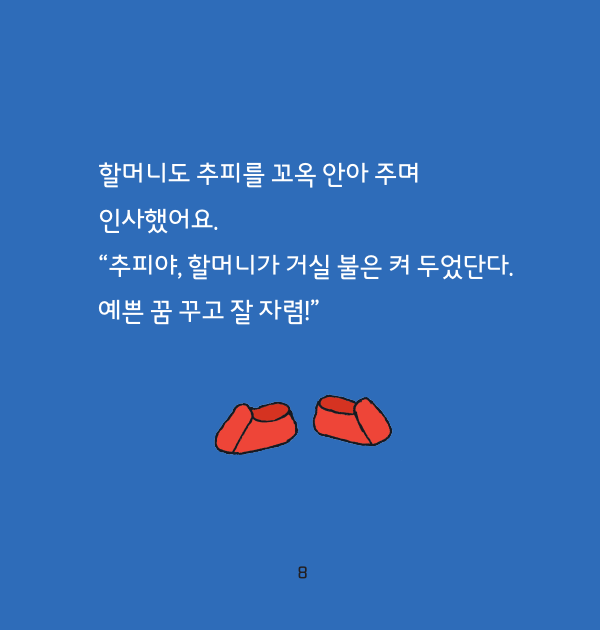 할머니도 추피를 꼬옥 안아 주며
인사했어요.
“추피야, 할머니가 거실 불은 켜 두었단다.
예쁜 꿈 꾸고 잘 자렴!”
8